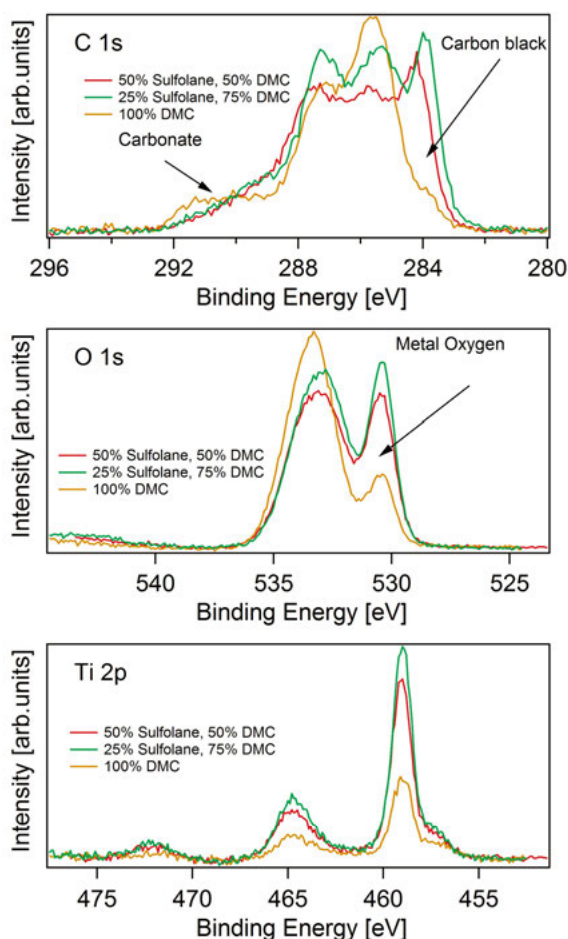 C 1s
Carbon black
50% Sulfolane, 50% DMC
25% Sulfolane, 75% DMC
100% DMC
Carbonate
Intensity [arb.units]
296 292 288 284 280
Binding Energy [eV]
O 1s
Metal Oxygen
50% Sulfolane, 50% DMC
25% Sulfolane, 75% DMC
100% DMC
Intensity [arb.units]
540 535 530 525
Binding Energy [eV]
Ti 2p
50% Sulfolane, 50% DMC
25% Sulfolane, 75% DMC
100% DMC
Intensity [arb.units]
475 470 465 460 455
Binding Energy [eV]